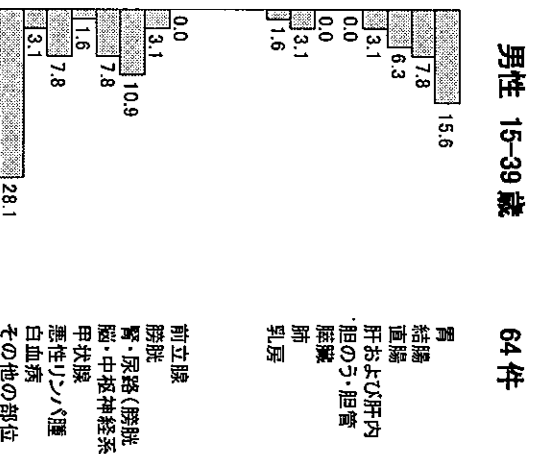 男性 15-39歳 64件
15.6 胃
7.8 結腸
6.3 直腸
3.1 肝および肝内
0.0 胆のう・胆管
0.0 膵臓
3.1 肺
1.6 乳房
0.0 前立腺
3.1 膀胱
10.9 腎・尿路(膀胱
7.8 脳・中枢神経系
1.6 甲状腺
7.8 悪性リンパ腫
3.1 白血病
28.1 その他の部位